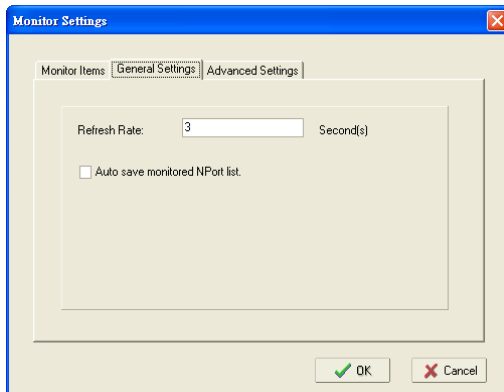 Monitor Settings
Monitor Items General Settings Advanced Settings
Refresh Rate: 3 Second(s)
Auto save monitored NPort list.
OK Cancel